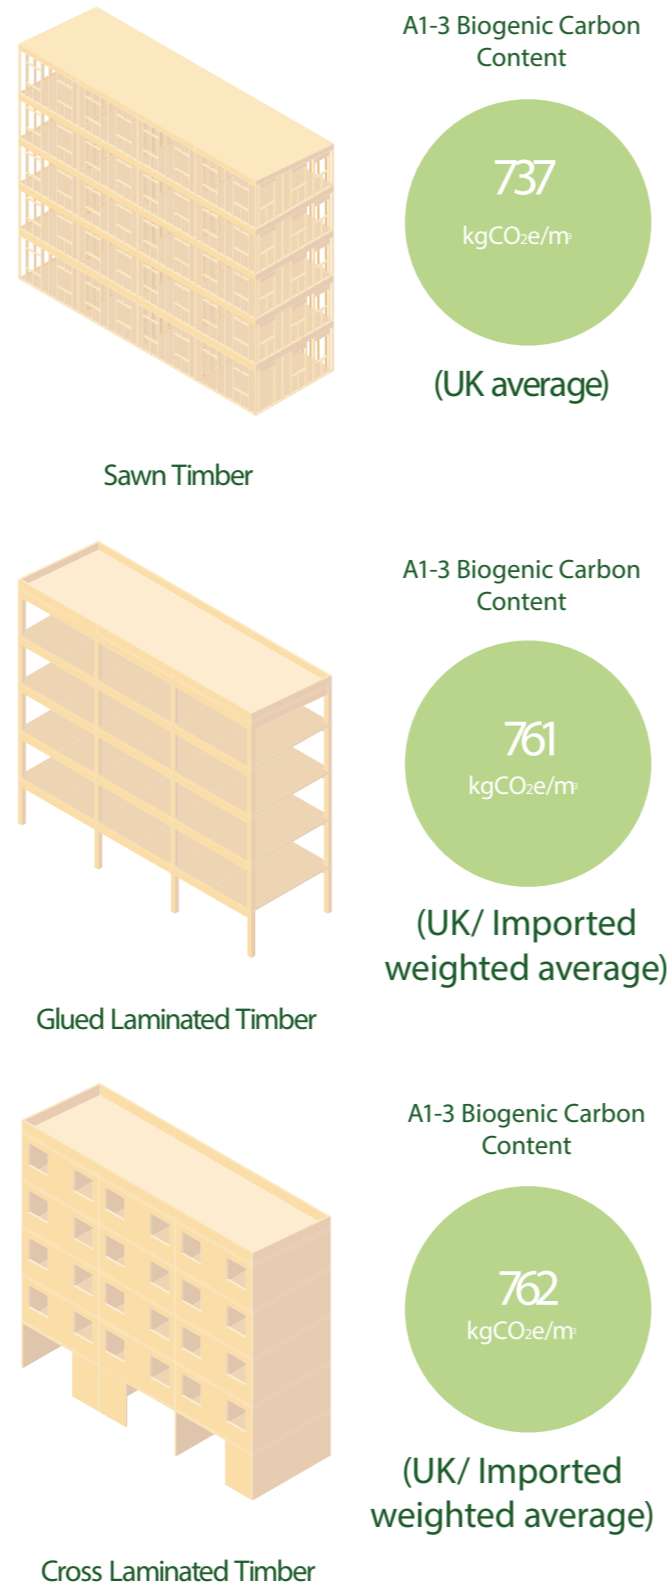 A1-3 Biogenic Carbon
Content
737
kgCO₂e/m³
(UK average)
Sawn Timber
A1-3 Biogenic Carbon
Content
761
kgCO₂e/m³
(UK/ Imported
weighted average)
Glued Laminated Timber
A1-3 Biogenic Carbon
Content
762
kgCO₂e/m³
(UK/ Imported
weighted average)
Cross Laminated Timber